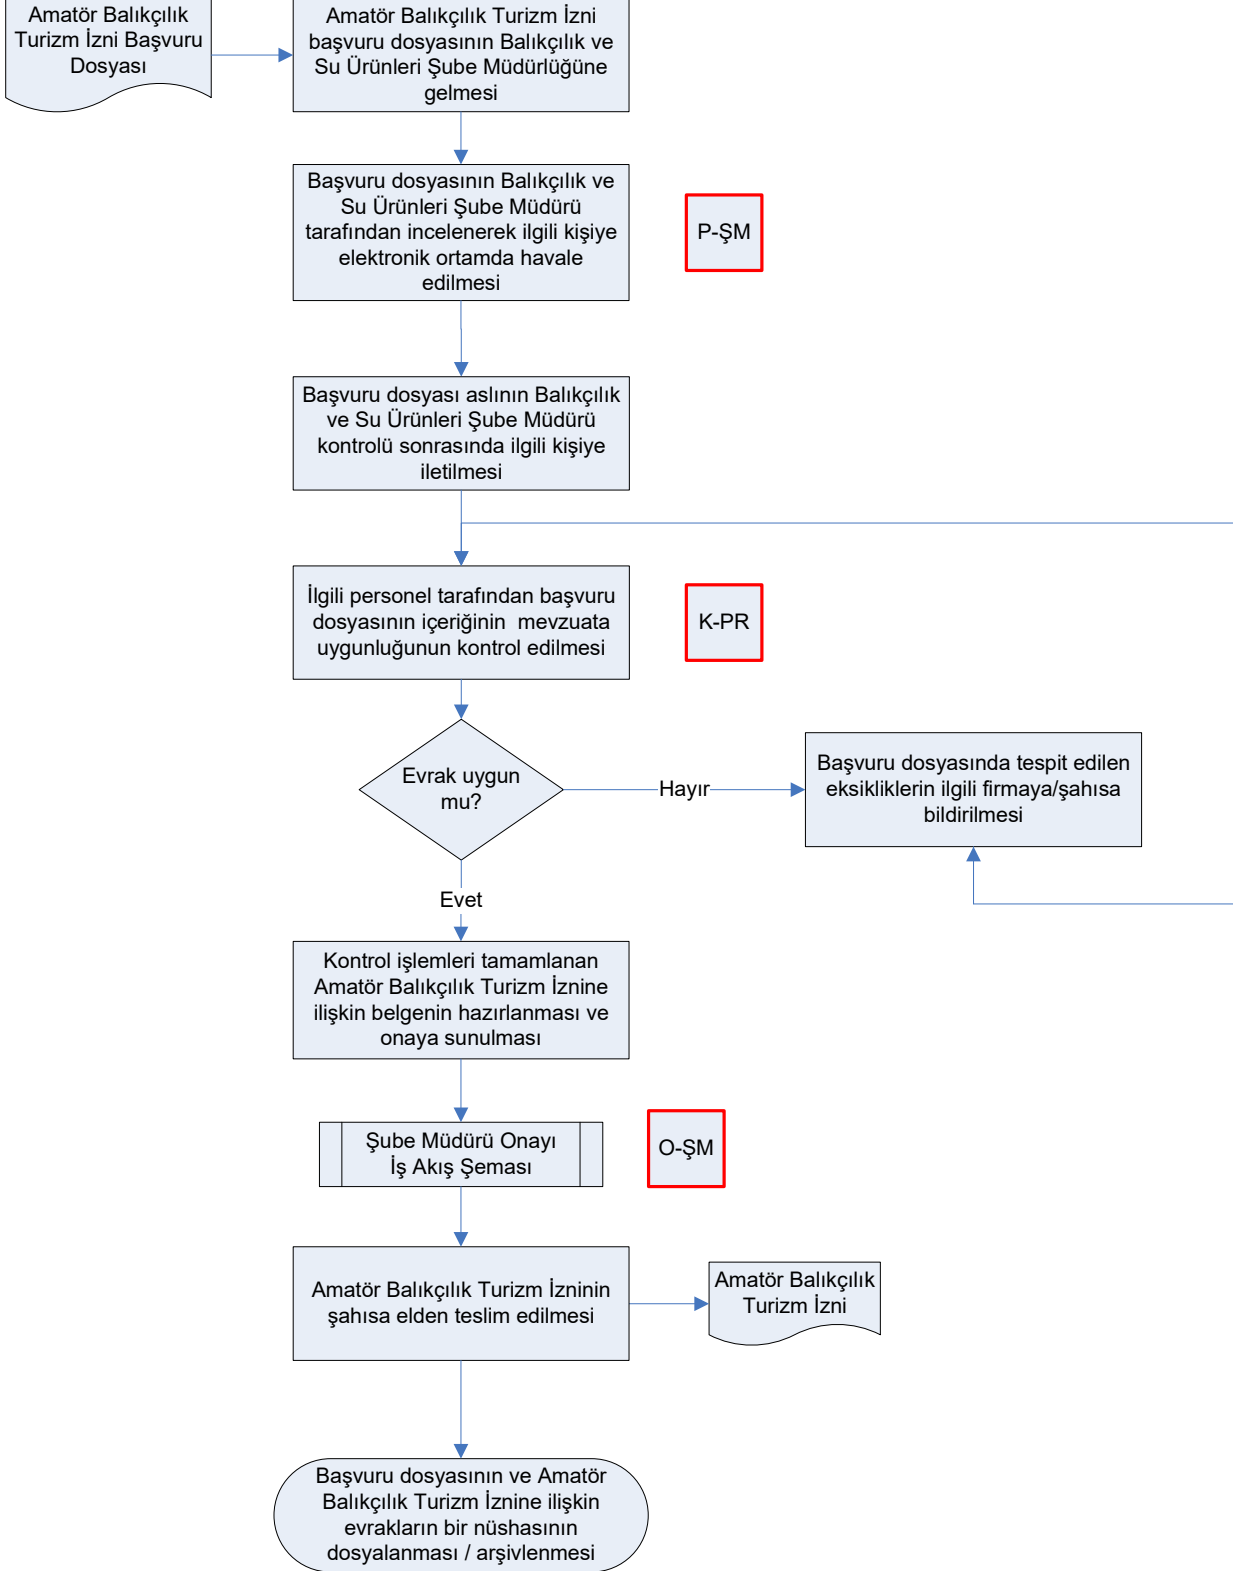 Amatör Balıkçılık
Turizm İzni Başvuru
Dosyası
Amatör Balıkçılık Turizm İzni
başvuru dosyasının Balıkçılık ve
Su Ürünleri Şube Müdürlüğüne
gelmesi
Başvuru dosyasının Balıkçılık ve
Su Ürünleri Şube Müdürü
tarafından incelenerek ilgili kişiye
elektronik ortamda havale
edilmesi
P-ŞM
Başvuru dosyası aslının Balıkçılık
ve Su Ürünleri Şube Müdürü
kontrolü sonrasında ilgili kişiye
iletilmesi
İlgili personel tarafından başvuru
dosyasının içeriğinin mevzuata
uygunluğunun kontrol edilmesi
K-PR
Evrak uygun
mu?
Hayır
Başvuru dosyasında tespit edilen
eksikliklerin ilgili firmaya/şahısa
bildirilmesi
Evet
Kontrol işlemleri tamamlanan
Amatör Balıkçılık Turizm İznine
ilişkin belgenin hazırlanması ve
onaya sunulması
Şube Müdürü Onayı
İş Akış Şeması
O-ŞM
Amatör Balıkçılık Turizm İzninin
şahısa elden teslim edilmesi
Amatör Balıkçılık
Turizm İzni
Başvuru dosyasının ve Amatör
Balıkçılık Turizm İznine ilişkin
evrakların bir nüshasının
dosyalanması / arşivlenmesi